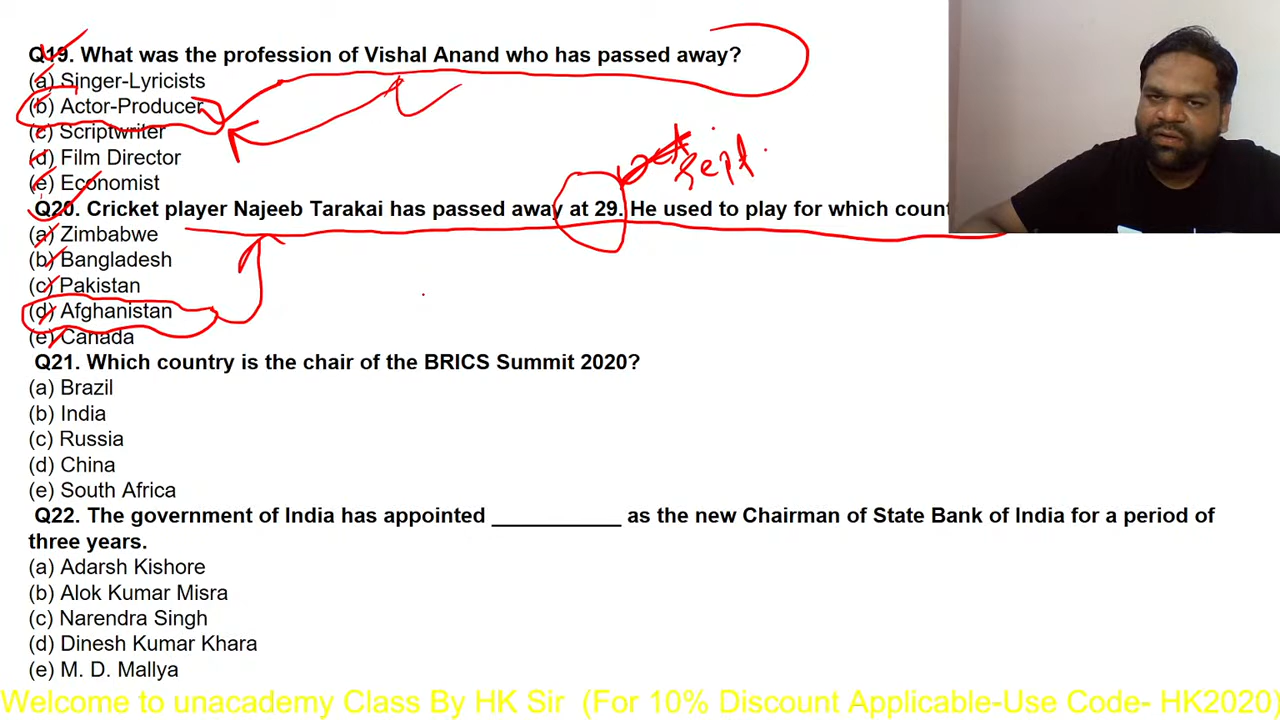 Q19. What was the profession of Vishal Anand who has passed away?
(a) Singer-Lyricists
(b) Actor-Producer
(c) Scriptwriter
(d) Film Director
(e) Economist
Sept.
Q20. Cricket player Najeeb Tarakai has passed away at 29. He used to play for which count
(a) Zimbabwe
(b) Bangladesh
(c) Pakistan
(d) Afghanistan
(e) Canada
Q21. Which country is the chair of the BRICS Summit 2020?
(a) Brazil
(b) India
(c) Russia
(d) China
(e) South Africa
Q22. The government of India has appointed ___________ as the new Chairman of State Bank of India for a period of
three years.
(a) Adarsh Kishore
(b) Alok Kumar Misra
(c) Narendra Singh
(d) Dinesh Kumar Khara
(e) M. D. Mallya
Welcome to unacademy Class By HK Sir (For 10% Discount Applicable-Use Code- HK2020)